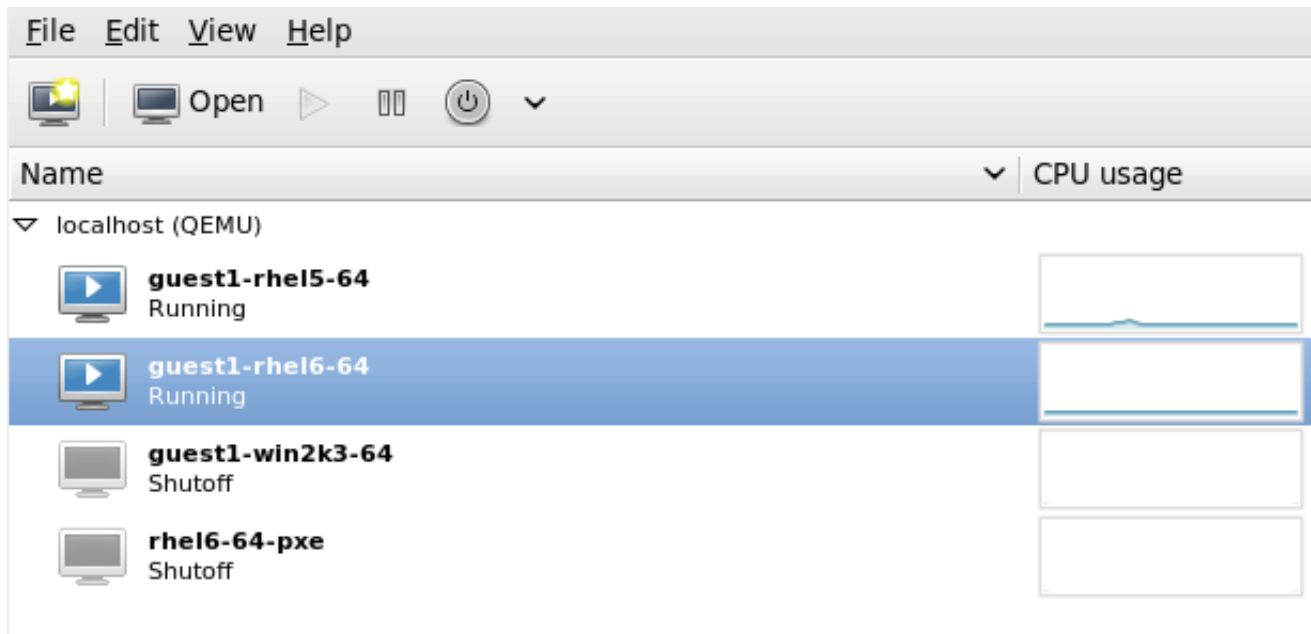 File Edit View Help
Open
Name CPU usage
localhost (QEMU)
guest1-rhel5-64
Running
guest1-rhel6-64
Running
guest1-win2k3-64
Shutoff
rhel6-64-pxe
Shutoff